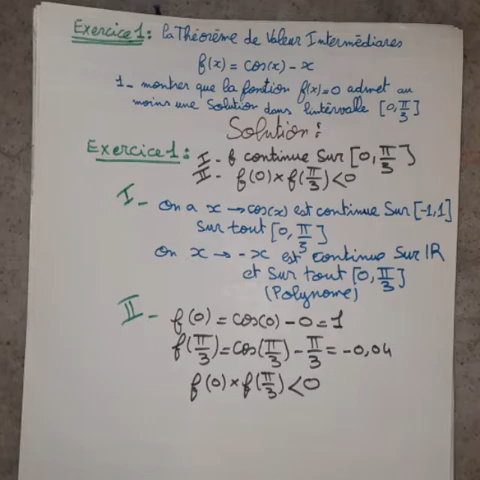 Exercice 1: la Théorème de Valeur Intermédiares
f(x) = cos(x) - x
1- montrer que la fonction f(x)=0 admet au
moins une Solution dans l'intervalle [0, π/3]
Solution:
Exercice 1: I- f continue Sur [0, π/3]
II- f(0) × f(π/3) < 0
I- on a x → cos(x) est continue Sur [-1,1]
Sur tout [0, π/3]
on x → -x est continue Sur IR
et Sur tout [0, π/3]
(Polynome)
II- f(0) = cos(0) - 0 = 1
f(π/3) = cos(π/3) - π/3 = -0,04
f(0) × f(π/3) < 0